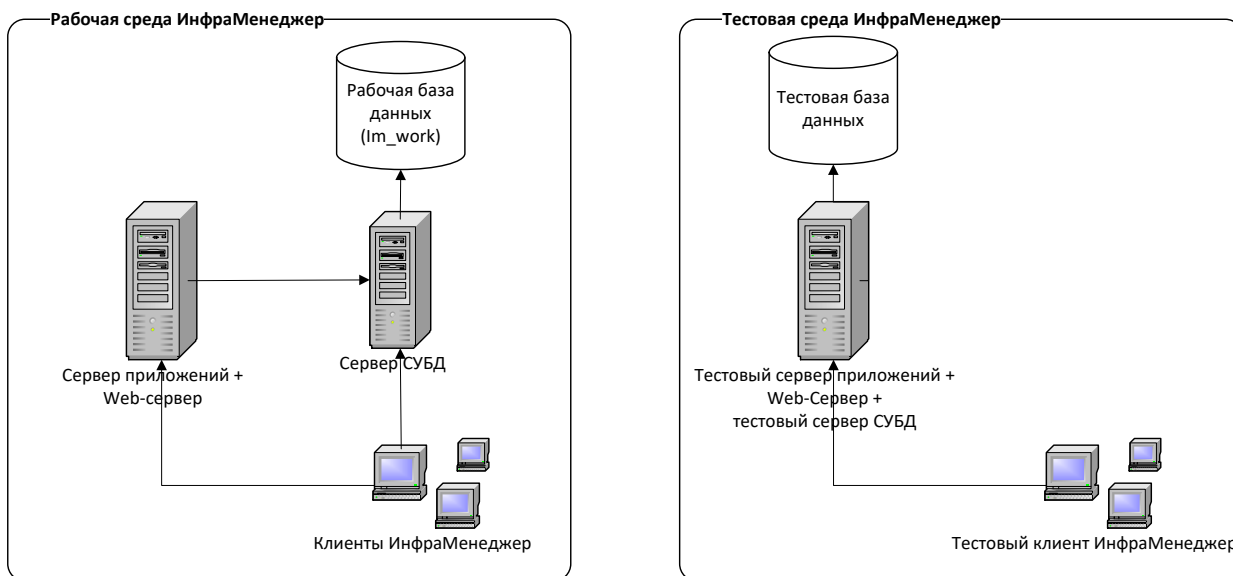 Рабочая среда ИнфраМенеджер
Рабочая база
данных
(Im_work)
Сервер приложений +
Web-сервер
Сервер СУБД
Клиенты ИнфраМенеджер
Тестовая среда ИнфраМенеджер
Тестовая база
данных
Тестовый сервер приложений +
Web-Сервер +
тестовый сервер СУБД
Тестовый клиент ИнфраМенеджер